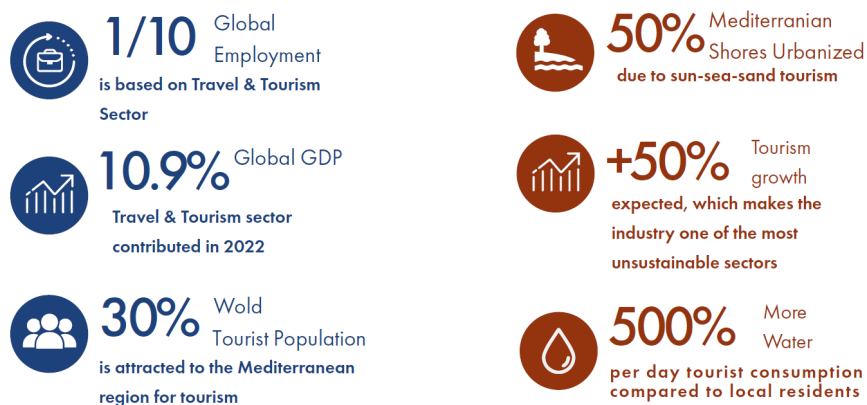 1/10 Global
Employment
is based on Travel & Tourism
Sector
10.9% Global GDP
Travel & Tourism sector
contributed in 2022
30% Wold
Tourist Population
is attracted to the Mediterranean
region for tourism
50% Mediterranian
Shores Urbanized
due to sun-sea-sand tourism
+50% Tourism
growth
expected, which makes the
industry one of the most
unsustainable sectors
500% More
Water
per day tourist consumption
compared to local residents